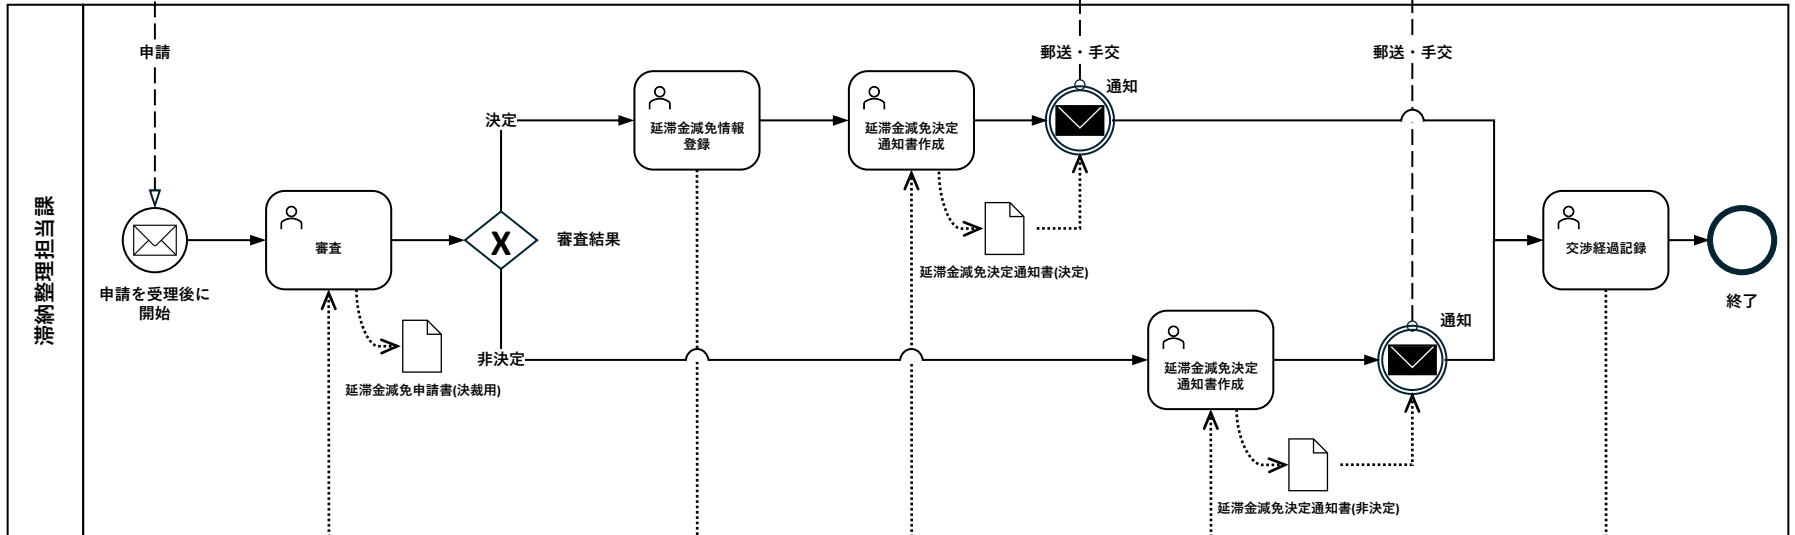 滞納整理担当課
申請
申請を受理後に
開始
審査
延滞金減免申請書(決裁用)
X
審査結果
決定
非決定
延滞金減免情報
登録
延滞金減免決定
通知書作成
延滞金減免決定通知書(決定)
郵送・手交
通知
延滞金減免決定
通知書作成
延滞金減免決定通知書(非決定)
郵送・手交
通知
交渉経過記録
終了